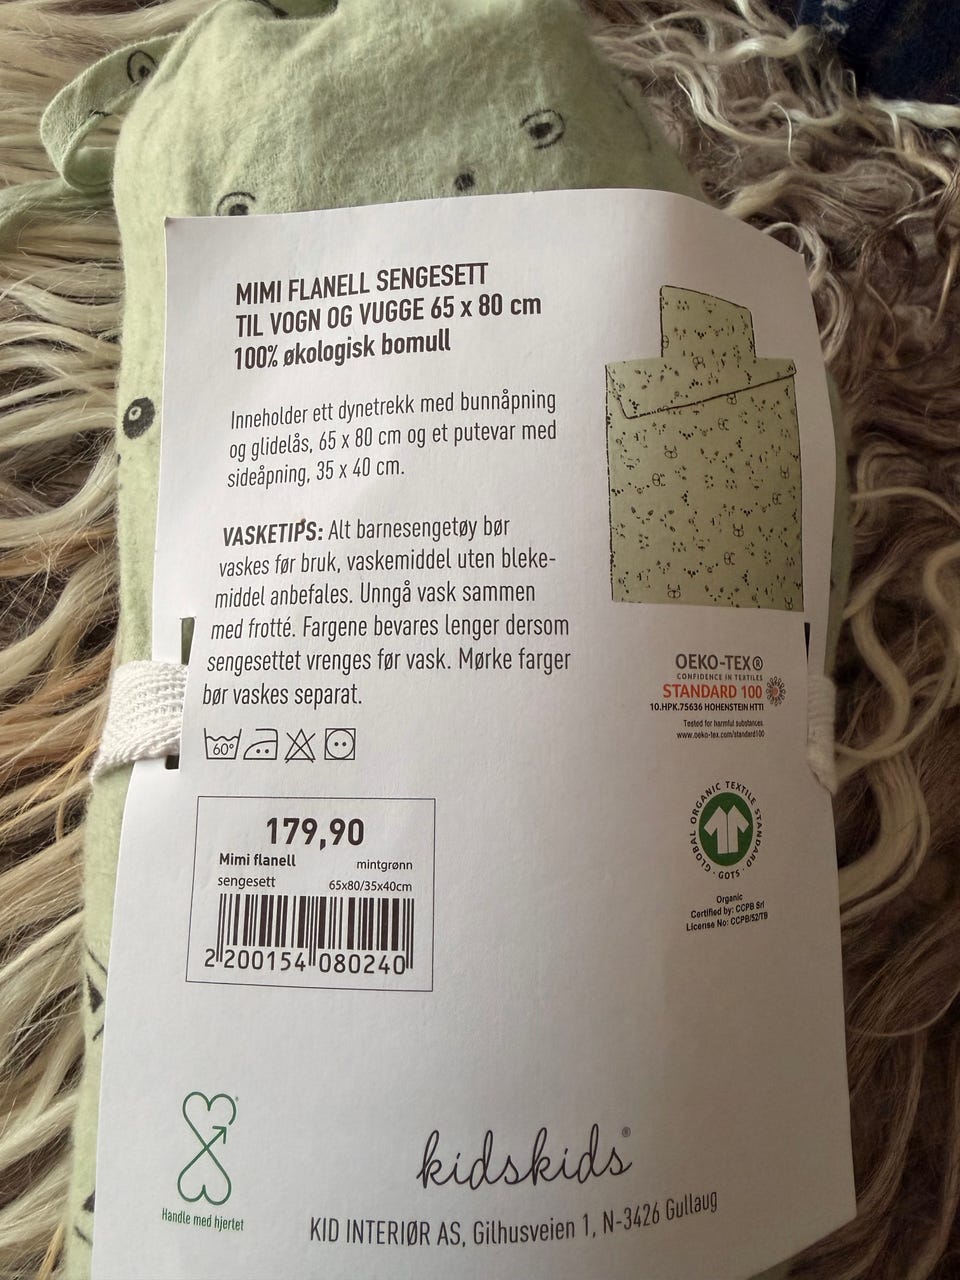 MIMI FLANELL SENGESETT
TIL VOGN OG VUGGE 65 x 80 cm
100% økologisk bomull
Inneholder ett dynetrekk med bunnåpning
og glidelås, 65 x 80 cm og et putevar med
sideåpning, 35 x 40 cm.
VASKETIPS: Alt barnesengetøy bør
vaskes før bruk, vaskemiddel uten bleke-
middel anbefales. Unngå vask sammen
med frotté. Fargene bevares lenger dersom
sengesettet vrenges før vask. Mørke farger
bør vaskes separat.
60°
OEKO-TEX®
CONFIDENCE IN TEXTILES
STANDARD 100
10.HPK.75636 HOHENSTEIN HTTI
Tested for harmful substances.
www.oeko-tex.com/standard100
179,90
Mimi flanell mintgrønn
sengesett 65x80/35x40cm
2 200154 080240
GLOBAL ORGANIC TEXTILE STANDARD
· GOTS ·
Organic
Certified by: CCPB Srl
License No: CCPB/52/TB
Handle med hjertet
kidskids®
KID INTERIØR AS, Gilhusveien 1, N-3426 Gullaug